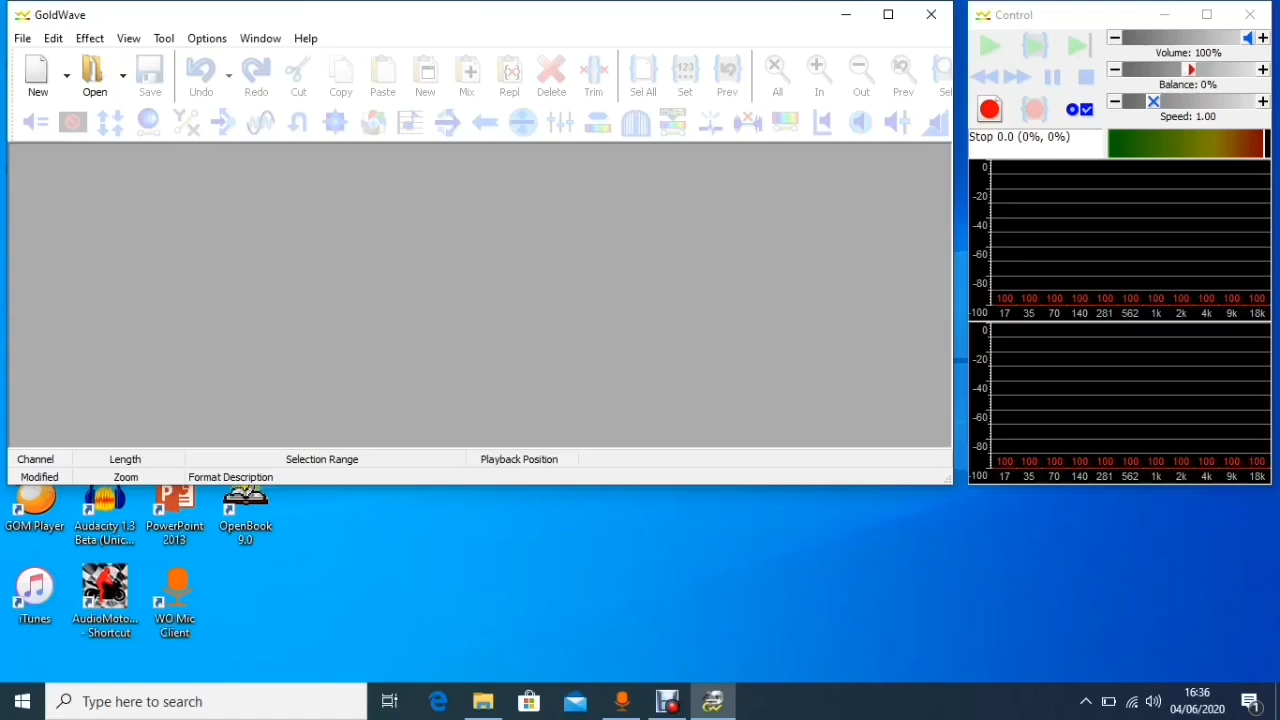 GoldWave
File Edit Effect View Tool Options Window Help
New Open Save Undo Redo Cut Copy Paste New Mix Repl Delete Trim Sel All Set Prev All In Out Prev Sel
Channel Length Selection Range Playback Position
Modified Zoom Format Description
Control
Volume: 100%
Balance: 0%
Speed: 1.00
Stop 0.0 (0%, 0%)
0
-20
-40
-60
-80
100 100 100 100 100 100 100 100 100 100 100
-100 17 35 70 140 281 562 1k 2k 4k 9k 18k
0
-20
-40
-60
-80
100 100 100 100 100 100 100 100 100 100 100
-100 17 35 70 140 281 562 1k 2k 4k 9k 18k
GOM Player
Audacity 1.3
Beta (Unic...
PowerPoint
2013
OpenBook
9.0
iTunes
AudioMoto...
- Shortcut
WO Mic
Client
Type here to search
16:36
04/06/2020
1